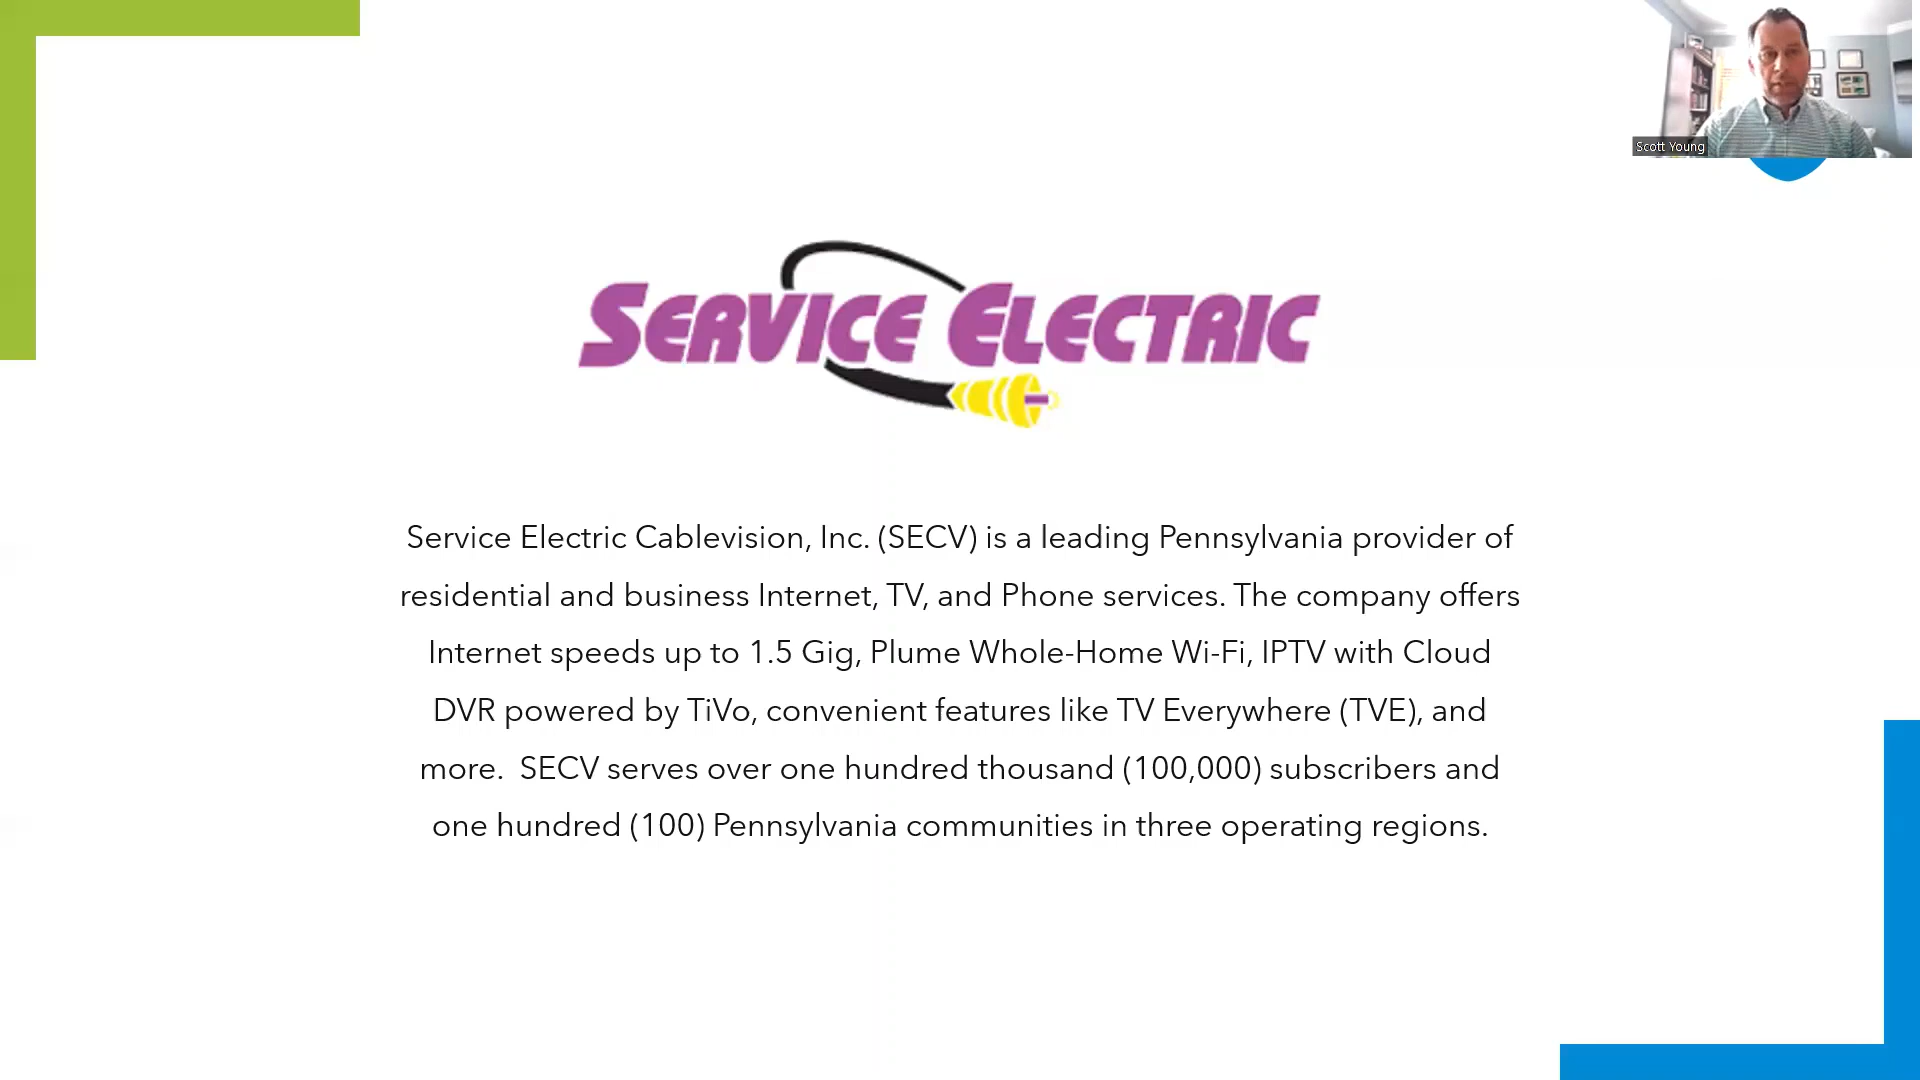 Scott Young
SERVICE ELECTRIC
Service Electric Cablevision, Inc. (SECV) is a leading Pennsylvania provider of
residential and business Internet, TV, and Phone services. The company offers
Internet speeds up to 1.5 Gig, Plume Whole-Home Wi-Fi, IPTV with Cloud
DVR powered by TiVo, convenient features like TV Everywhere (TVE), and
more.  SECV serves over one hundred thousand (100,000) subscribers and
one hundred (100) Pennsylvania communities in three operating regions.